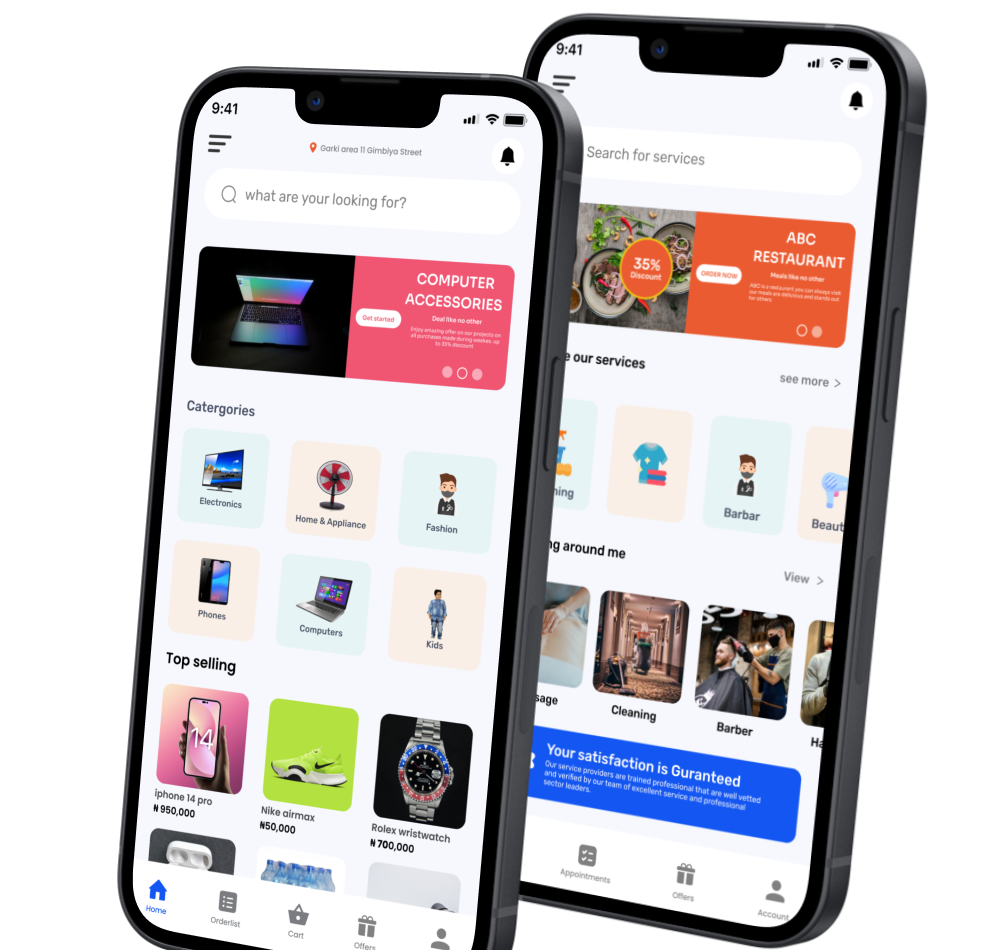 9:41
Garki area 11 Gimbiya Street
what are your looking for?
COMPUTER
ACCESSORIES
Deal like no other
Get started
Enjoy amazing offer on our projects on
all purchases made during weekes. up
to 35% discount
Catergories
Electronics
Home & Appliance
Fashion
Phones
Computers
Kids
Top selling
14
iphone 14 pro
₦ 950,000
Nike airmax
₦50,000
Rolex wristwatch
₦ 700,000
Home
Orderlist
Cart
Offers
9:41
Search for services
35%
Discount
ABC
RESTAURANT
Meals like no other
ORDER NOW
ABC is a restaurant you can always visit
our meals are delicious and stands out
for others
e our services
see more >
ning
Barbar
Beaut
ng around me
View >
sage
Cleaning
Barber
Ha
Your satisfaction is Guranteed
Our service providers are trained professional that are well vetted
and verified by our team of excellent service and professional
sector leaders.
Appointments
Offers
Account